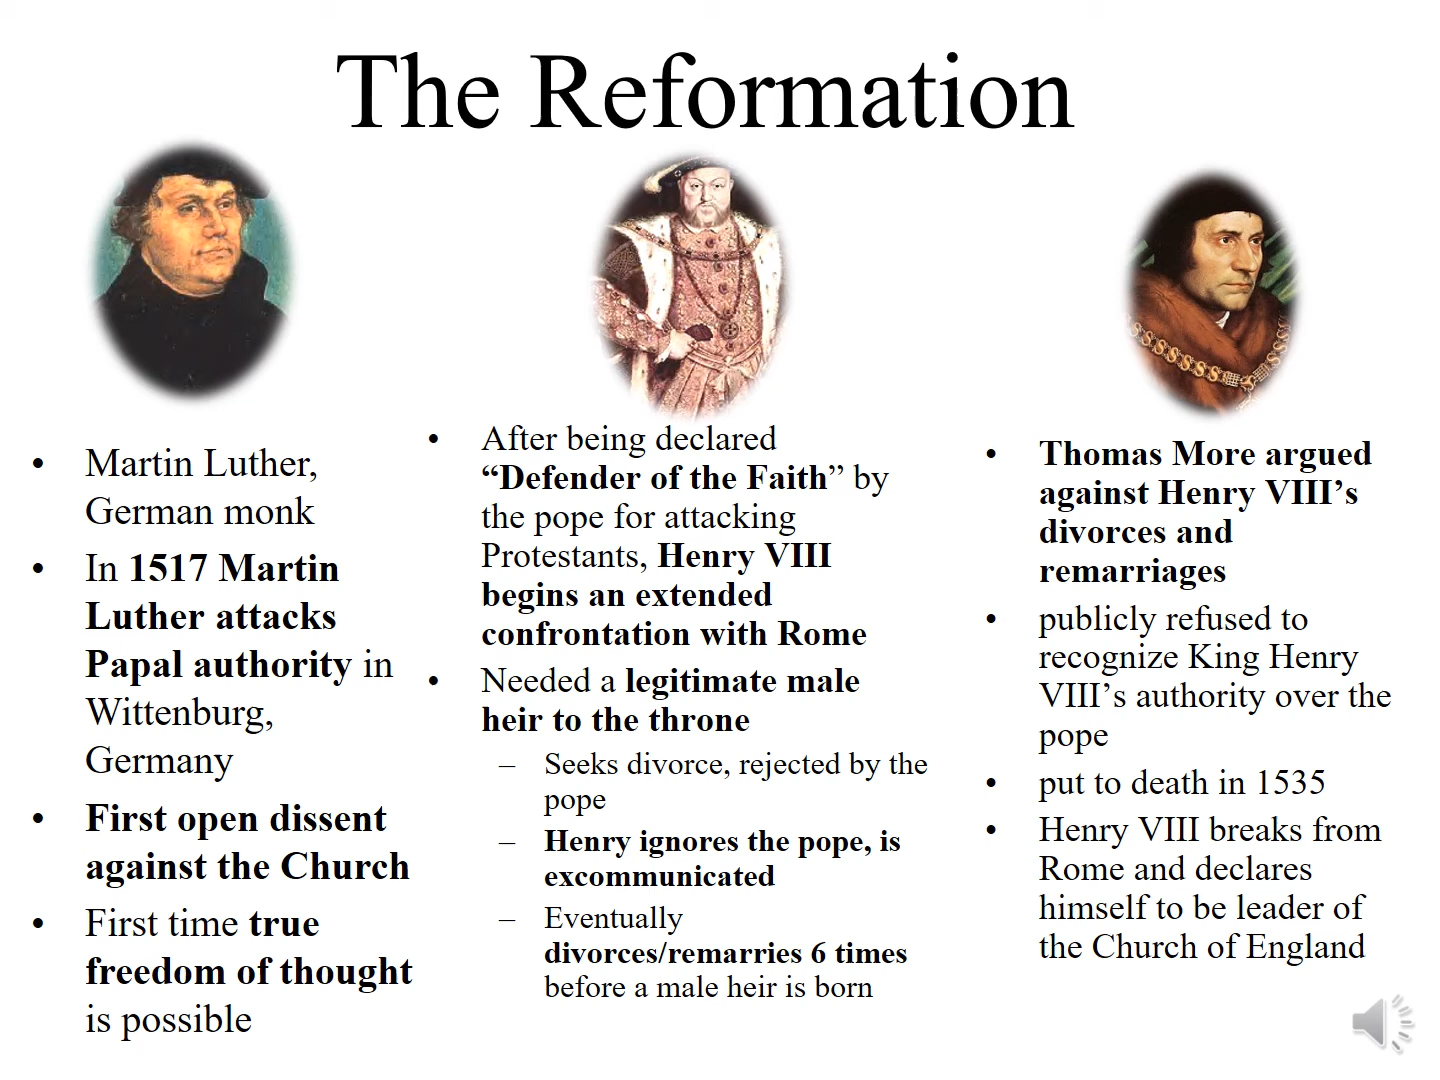 The Reformation
• Martin Luther,
German monk
• In 1517 Martin
Luther attacks
Papal authority in
Wittenburg,
Germany
• First open dissent
against the Church
• First time true
freedom of thought
is possible
• After being declared
“Defender of the Faith” by
the pope for attacking
Protestants, Henry VIII
begins an extended
confrontation with Rome
• Needed a legitimate male
heir to the throne
– Seeks divorce, rejected by the
pope
– Henry ignores the pope, is
excommunicated
– Eventually
divorces/remarries 6 times
before a male heir is born
• Thomas More argued
against Henry VIII’s
divorces and
remarriages
• publicly refused to
recognize King Henry
VIII’s authority over the
pope
• put to death in 1535
• Henry VIII breaks from
Rome and declares
himself to be leader of
the Church of England